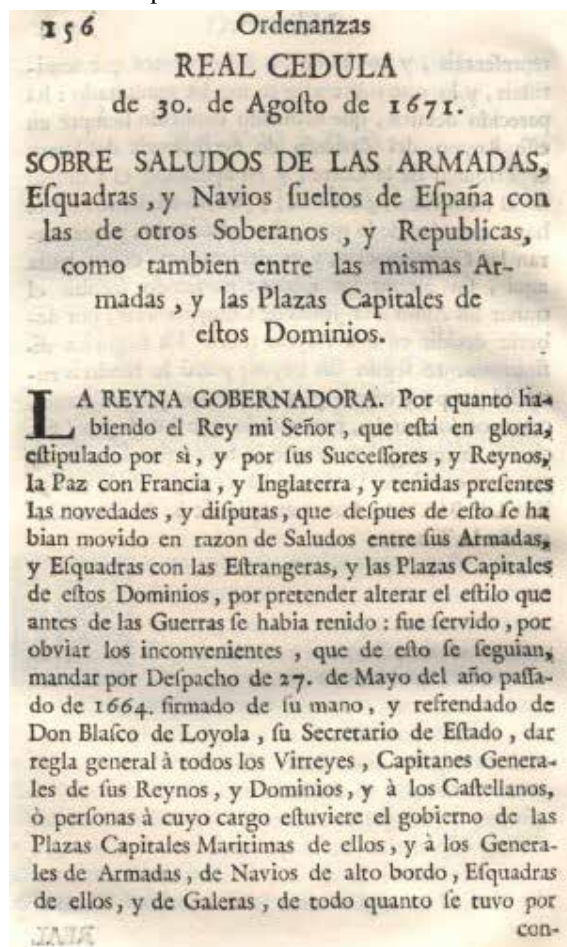 156 Ordenanzas
REAL CEDULA
de 30. de Agoſto de 1671.
SOBRE SALUDOS DE LAS ARMADAS,
Eſquadras, y Navios ſueltos de Eſpaña con
las de otros Soberanos, y Republicas,
como tambien entre las mismas Ar-
madas, y las Plazas Capitales de
eſtos Dominios.
LA REYNA GOBERNADORA. Por quanto ha-
biendo el Rey mi Señor, que eſtá en gloria,
eſtipulado por sì, y por ſus Succeſſores, y Reynos,
la Paz con Francia, y Inglaterra, y tenidas preſentes
las novedades, y diſputas, que deſpues de eſto ſe ha
bian movido en razon de Saludos entre ſus Armadas,
y Eſquadras con las Eſtrangeras, y las Plazas Capitales
de eſtos Dominios, por pretender alterar el eſtilo que
antes de las Guerras ſe habia tenido: fue ſervido, por
obviar los inconvenientes, que de eſto ſe ſeguian,
mandar por Deſpacho de 27. de Mayo del año paſſa-
do de 1664. firmado de ſu mano, y refrendado de
Don Blaſco de Loyola, ſu Secretario de Eſtado, dar
regla general à todos los Virreyes, Capitanes Genera-
les de ſus Reynos, y Dominios, y à los Caſtellanos,
ò perſonas à cuyo cargo eſtuviere el gobierno de las
Plazas Capitales Maritimas de ellos, y à los Genera-
les de Armadas, de Navios de alto bordo, Eſquadras
de ellos, y de Galeras, de todo quanto ſe tuvo por
con-